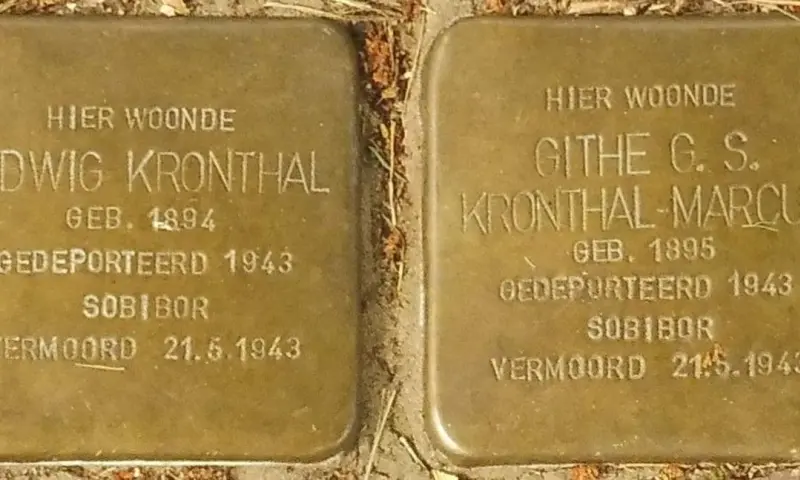 HIER WOONDE
DWIG KRONTHAL
GEB. 1894
GEDEPORTEERD 1943
SOBIBOR
VERMOORD 21.5.1943
HIER WOONDE
GITHE G. S.
KRONTHAL-MARCU
GEB. 1895
GEDEPORTEERD 1943
SOBIBOR
VERMOORD 21.5.1943